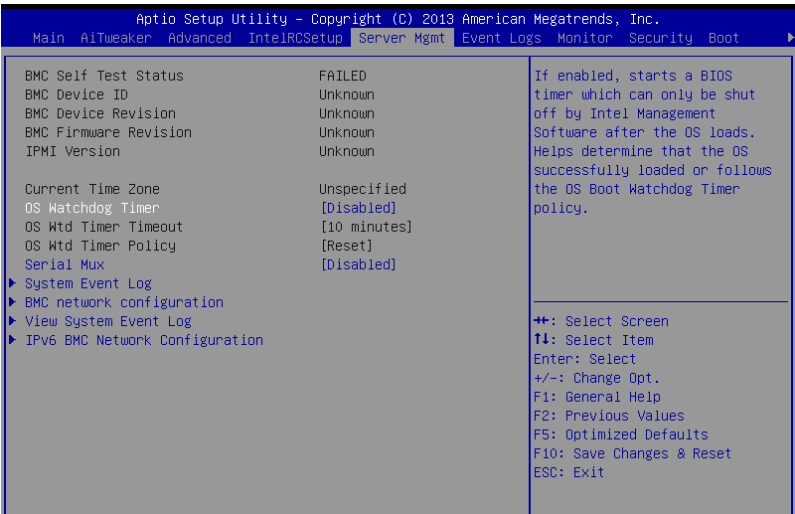 Aptio Setup Utility – Copyright (C) 2013 American Megatrends, Inc.
Main AiTweaker Advanced IntelRCSetup Server Mgmt Event Logs Monitor Security Boot
BMC Self Test Status FAILED
BMC Device ID Unknown
BMC Device Revision Unknown
BMC Firmware Revision Unknown
IPMI Version Unknown
Current Time Zone Unspecified
OS Watchdog Timer [Disabled]
OS Wtd Timer Timeout [10 minutes]
OS Wtd Timer Policy [Reset]
Serial Mux [Disabled]
System Event Log
BMC network configuration
View System Event Log
IPv6 BMC Network Configuration
If enabled, starts a BIOS
timer which can only be shut
off by Intel Management
Software after the OS loads.
Helps determine that the OS
successfully loaded or follows
the OS Boot Watchdog Timer
policy.
→←: Select Screen
↑↓: Select Item
Enter: Select
+/-: Change Opt.
F1: General Help
F2: Previous Values
F5: Optimized Defaults
F10: Save Changes & Reset
ESC: Exit